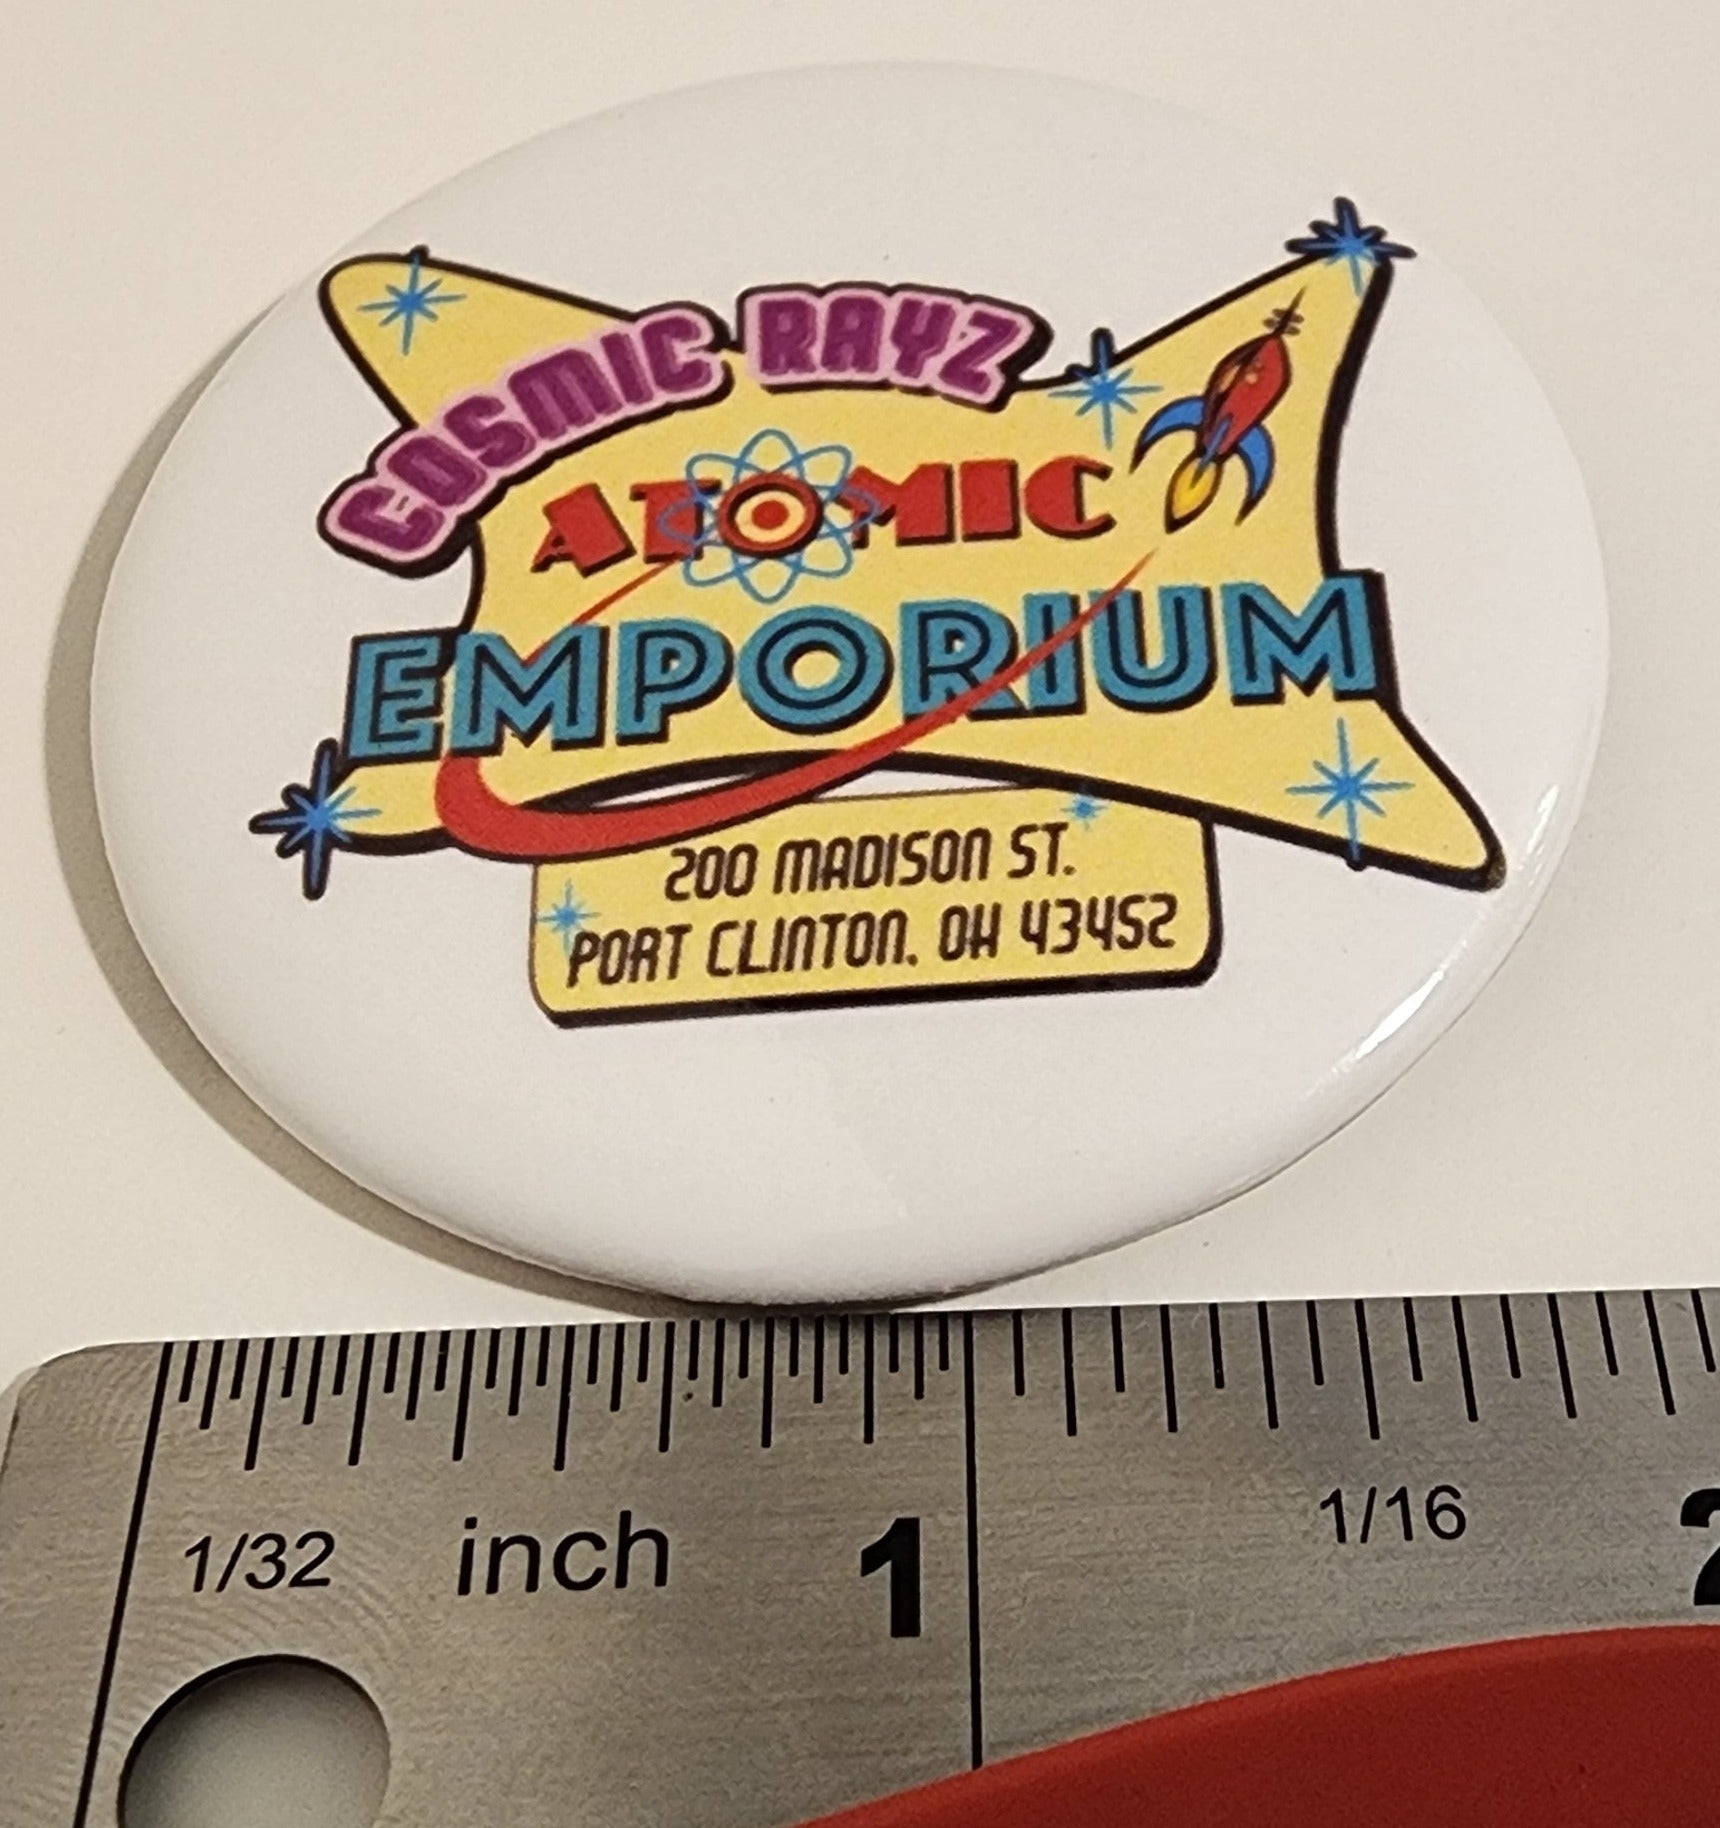 COSMIC RAYZ
ATOMIC
EMPORIUM
200 MADISON ST.
PORT CLINTON. OH 43452
1/32 inch 1 1/16 2